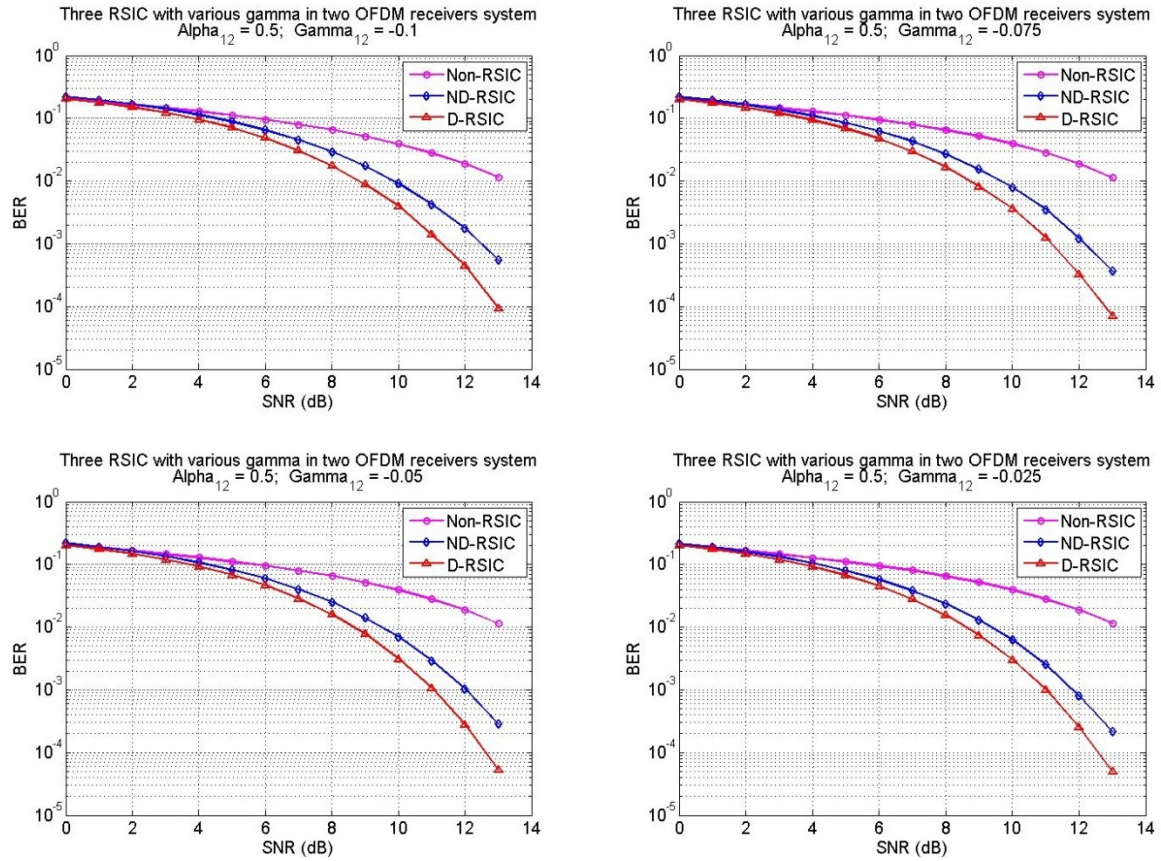 Three RSIC with various gamma in two OFDM receivers system
Alpha₁₂ = 0.5; Gamma₁₂ = -0.1
10⁰
10⁻¹
10⁻²
10⁻³
10⁻⁴
10⁻⁵
BER
Non-RSIC
ND-RSIC
D-RSIC
0 2 4 6 8 10 12 14
SNR (dB)
Three RSIC with various gamma in two OFDM receivers system
Alpha₁₂ = 0.5; Gamma₁₂ = -0.075
10⁰
10⁻¹
10⁻²
10⁻³
10⁻⁴
10⁻⁵
BER
Non-RSIC
ND-RSIC
D-RSIC
0 2 4 6 8 10 12 14
SNR (dB)
Three RSIC with various gamma in two OFDM receivers system
Alpha₁₂ = 0.5; Gamma₁₂ = -0.05
10⁰
10⁻¹
10⁻²
10⁻³
10⁻⁴
10⁻⁵
BER
Non-RSIC
ND-RSIC
D-RSIC
0 2 4 6 8 10 12 14
SNR (dB)
Three RSIC with various gamma in two OFDM receivers system
Alpha₁₂ = 0.5; Gamma₁₂ = -0.025
10⁰
10⁻¹
10⁻²
10⁻³
10⁻⁴
10⁻⁵
BER
Non-RSIC
ND-RSIC
D-RSIC
0 2 4 6 8 10 12 14
SNR (dB)